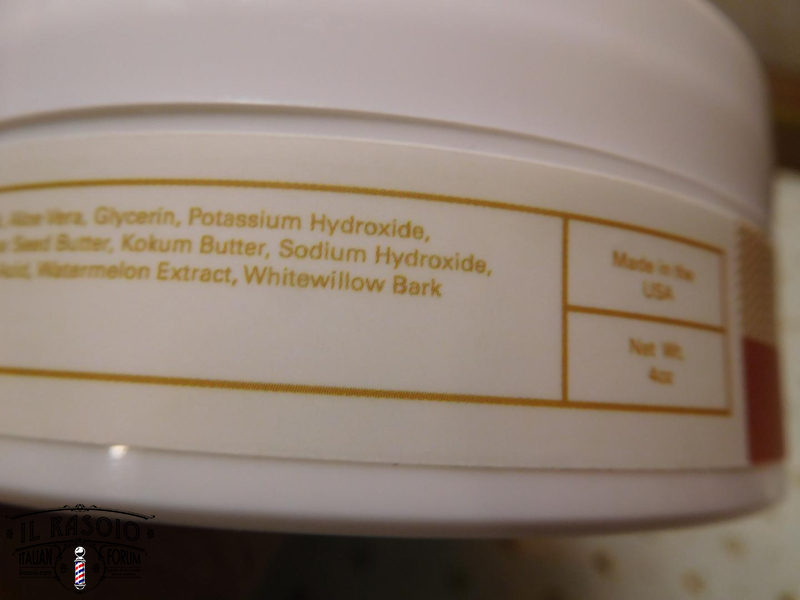 Aloe Vera, Glycerin, Potassium Hydroxide,
Seed Butter, Kokum Butter, Sodium Hydroxide,
Watermelon Extract, Whitewillow Bark
Made in the
USA
Net Wt.
4oz
IL RASOIO
ITALIAN FORUM